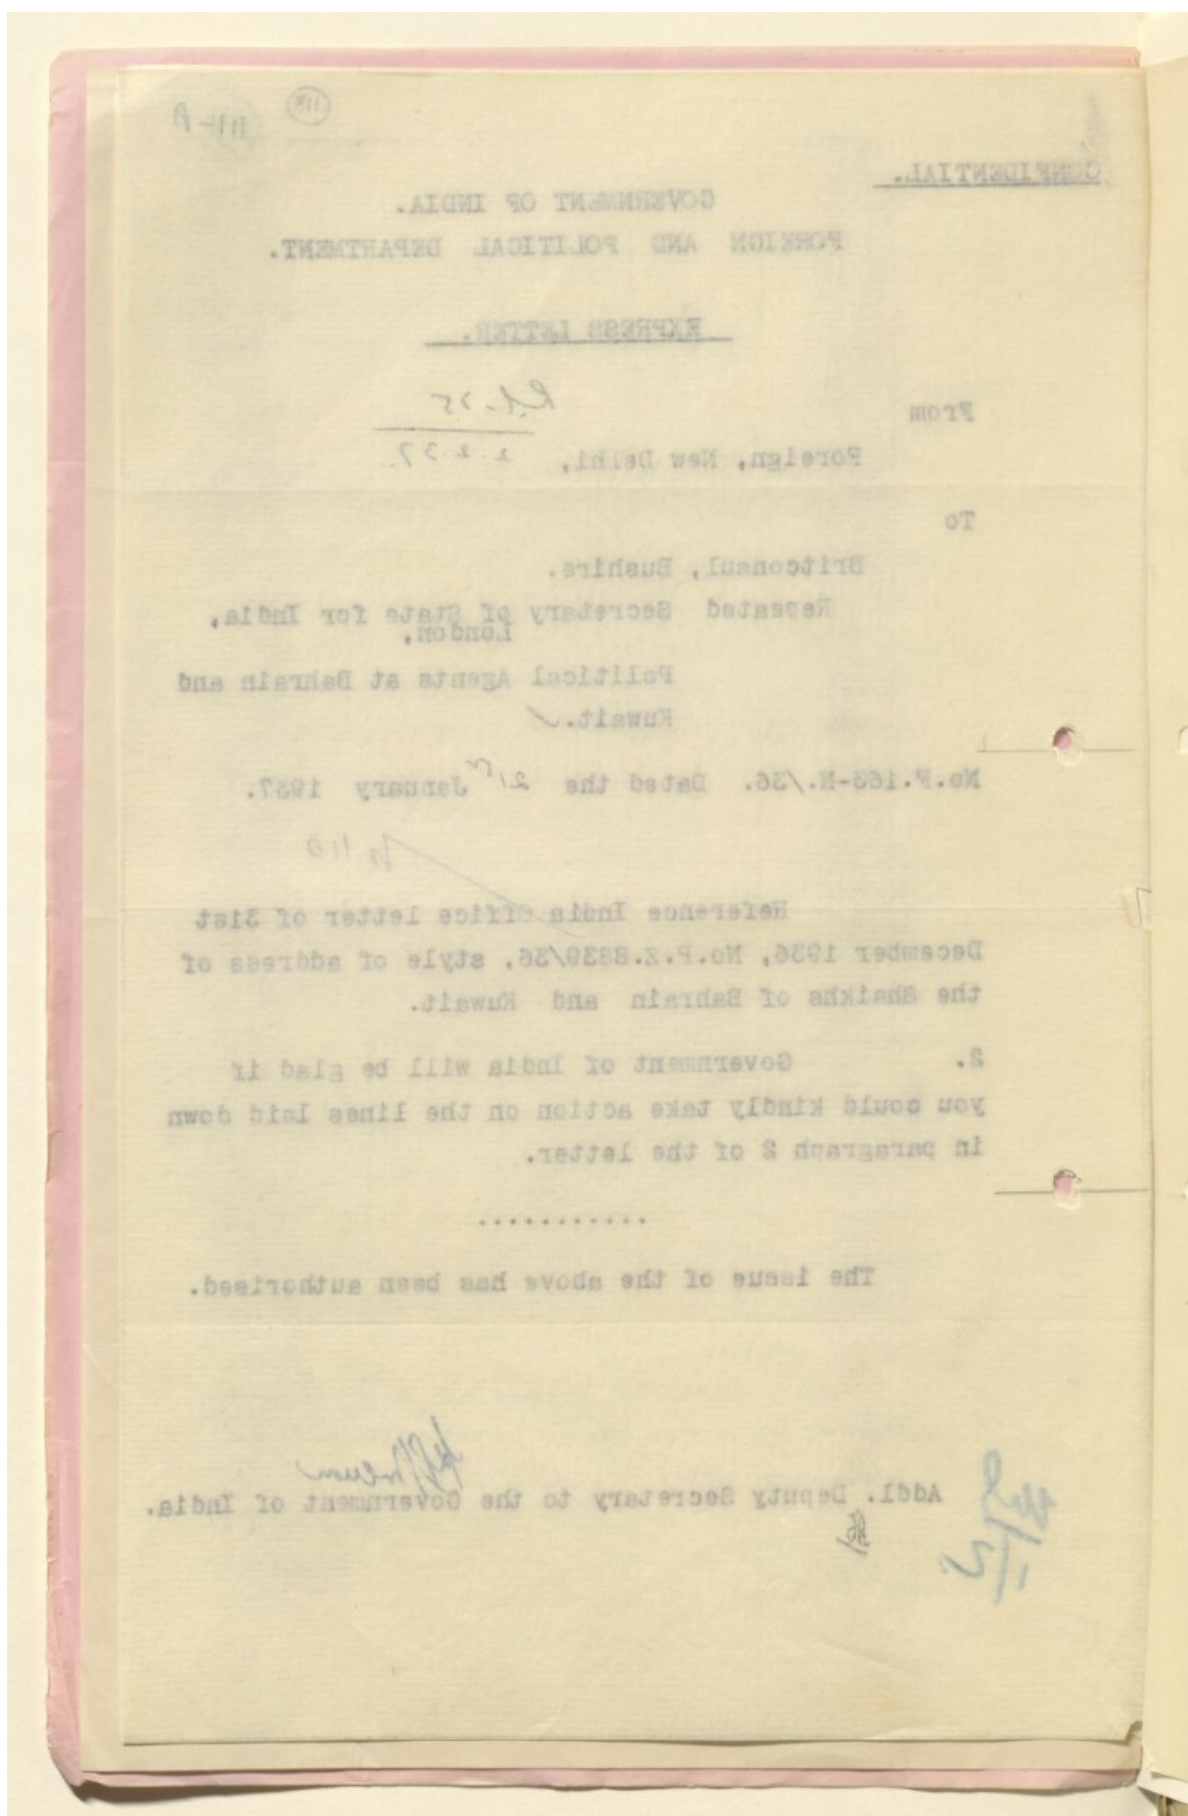 111-A
CONFIDENTIAL.
GOVERNMENT OF INDIA.
FOREIGN AND POLITICAL DEPARTMENT.
EXPRESS LETTER.
From
Foreign, New Delhi,
2.2.37.
To
Britconsul, Bushire.
Repeated Secretary of State for India,
London,
Political Agents at Bahrain and
Kuwait.
No.F.163-N./36. Dated the 21st January 1937.
Reference India Office letter of 31st
December 1936, No.P.Z.8839/36, style of address of
the Shaikhs of Bahrain and Kuwait.
2. Government of India will be glad if
you could kindly take action on the lines laid down
in paragraph 2 of the letter.
...........
The issue of the above has been authorised.
Addl. Deputy Secretary to the Government of India.